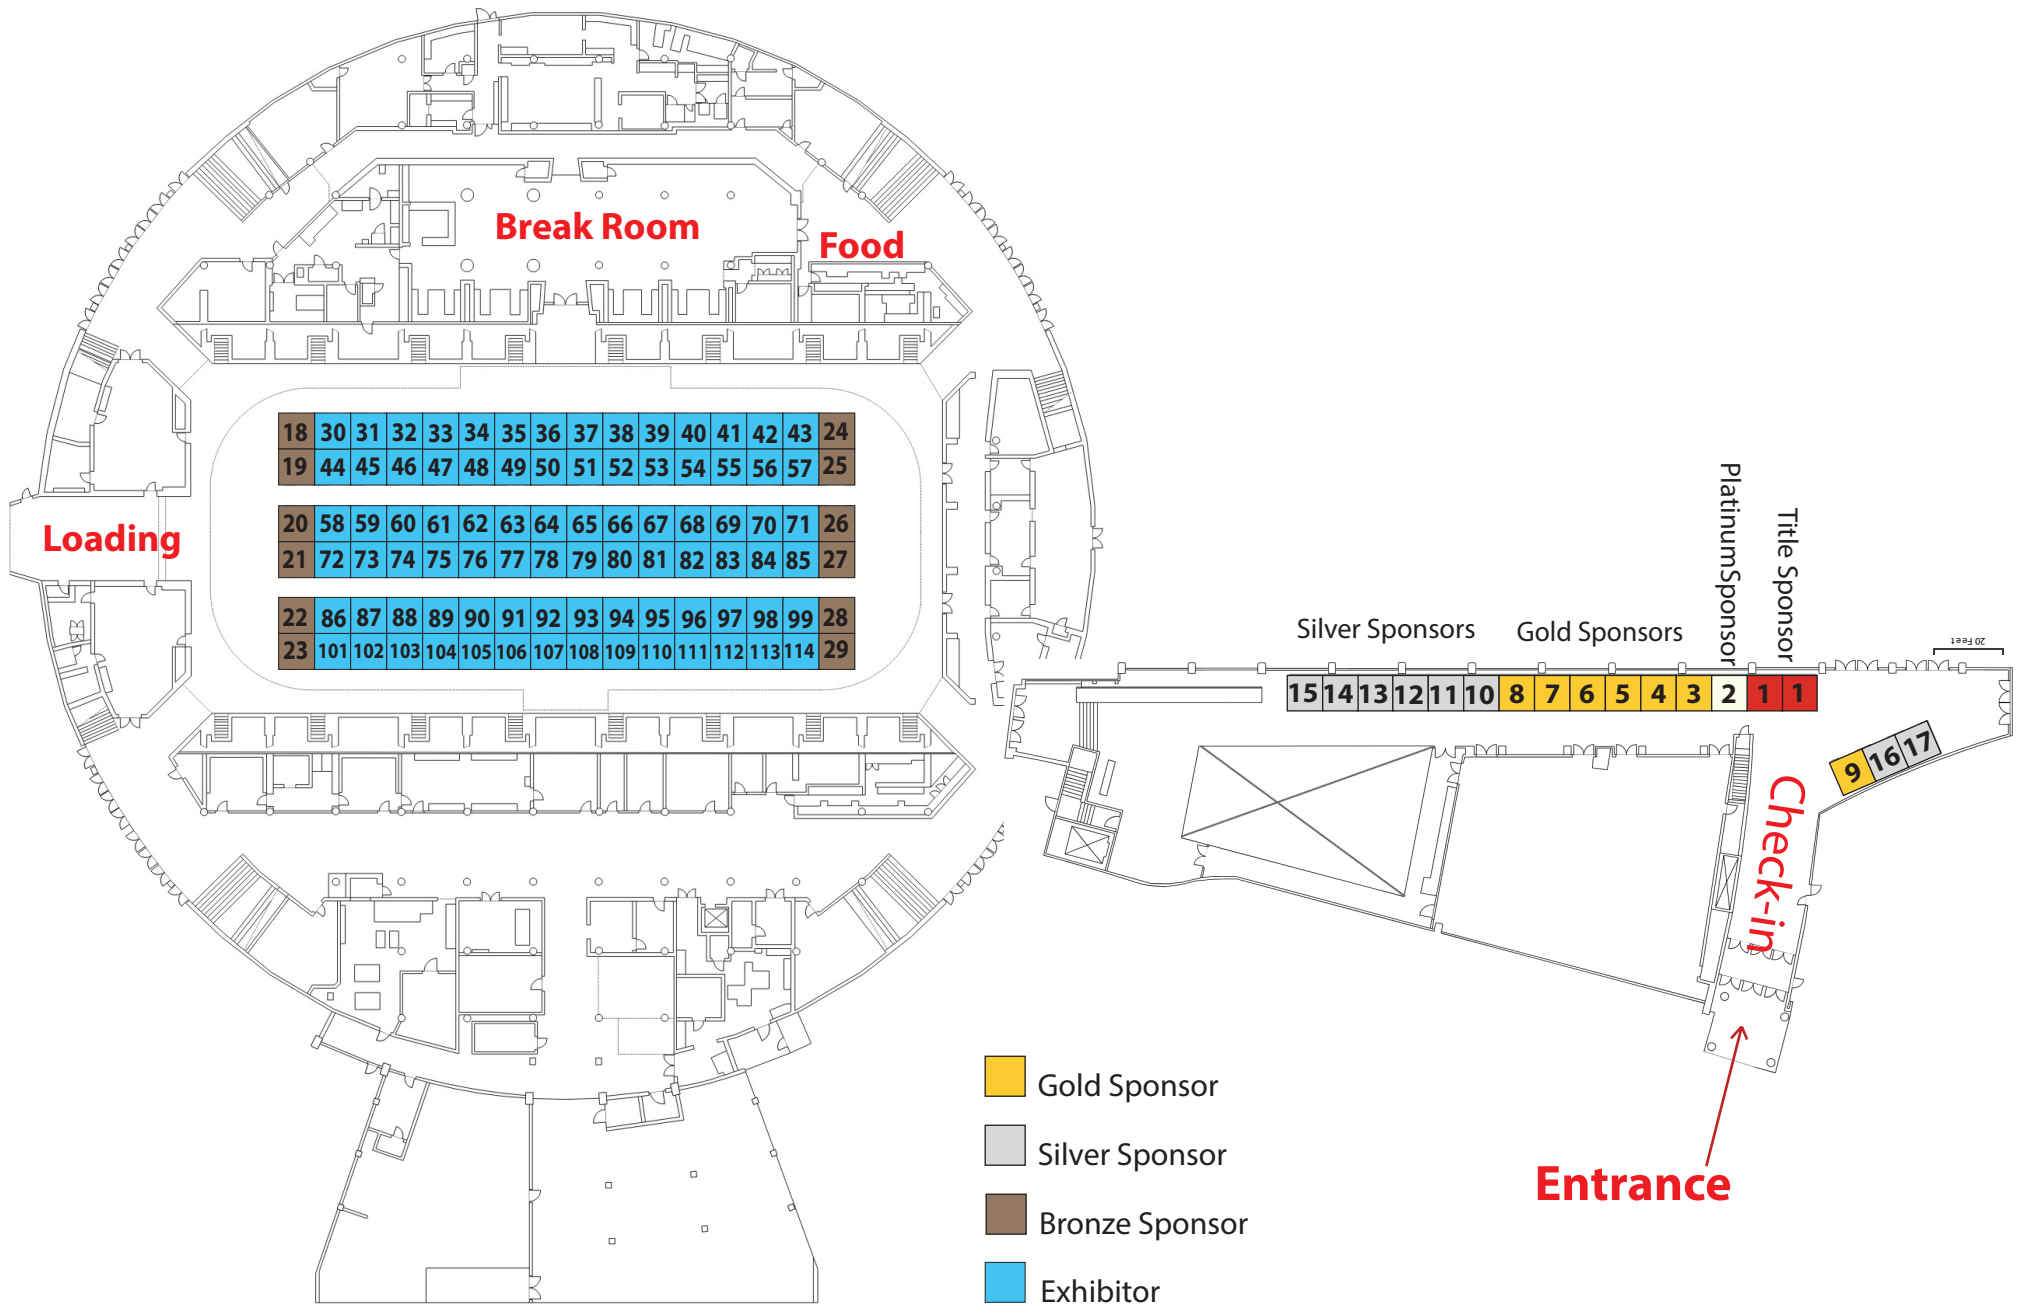 Break Room
Food
Loading
18 30 31 32 33 34 35 36 37 38 39 40 41 42 43 24
19 44 45 46 47 48 49 50 51 52 53 54 55 56 57 25
20 58 59 60 61 62 63 64 65 66 67 68 69 70 71 26
21 72 73 74 75 76 77 78 79 80 81 82 83 84 85 27
22 86 87 88 89 90 91 92 93 94 95 96 97 98 99 28
23 101 102 103 104 105 106 107 108 109 110 111 112 113 114 29
Silver Sponsors
Gold Sponsors
PlatinumSponsor
Title Sponsor
20 Feet
15 14 13 12 11 10 8 7 6 5 4 3 2 1 1
9 16 17
Check-in
Entrance
Gold Sponsor
Silver Sponsor
Bronze Sponsor
Exhibitor